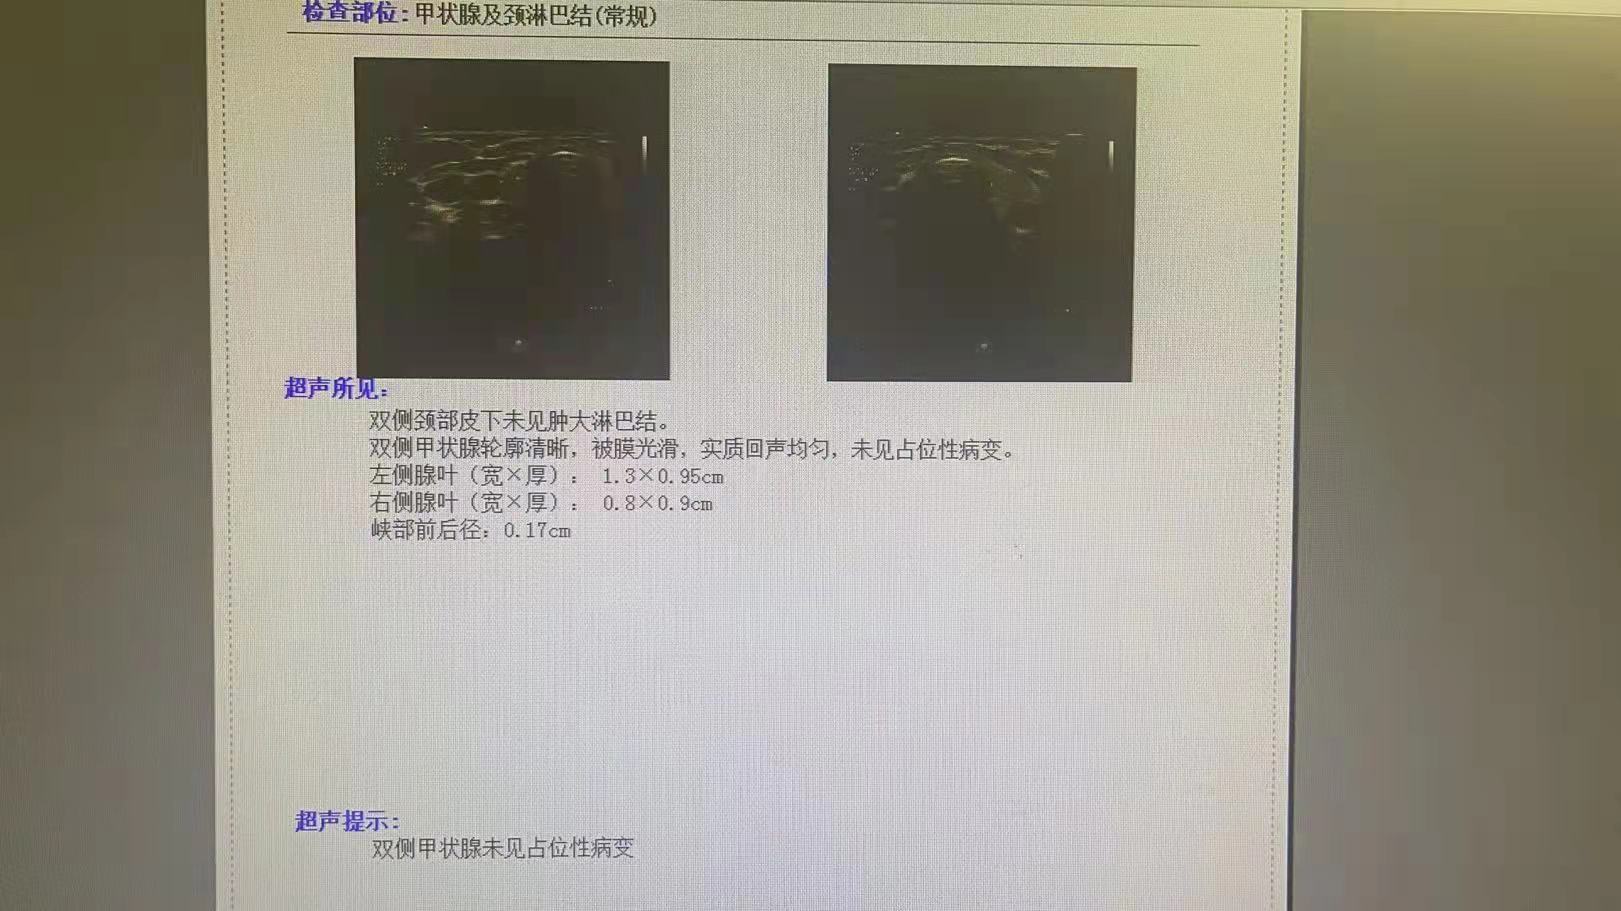 检查部位:甲状腺及颈淋巴结(常规)
超声所见:
双侧颈部皮下未见肿大淋巴结。
双侧甲状腺轮廓清晰，被膜光滑，实质回声均匀，未见占位性病变。
左侧腺叶（宽×厚）： 1.3×0.95cm
右侧腺叶（宽×厚）： 0.8×0.9cm
峡部前后径：0.17cm
超声提示:
双侧甲状腺未见占位性病变